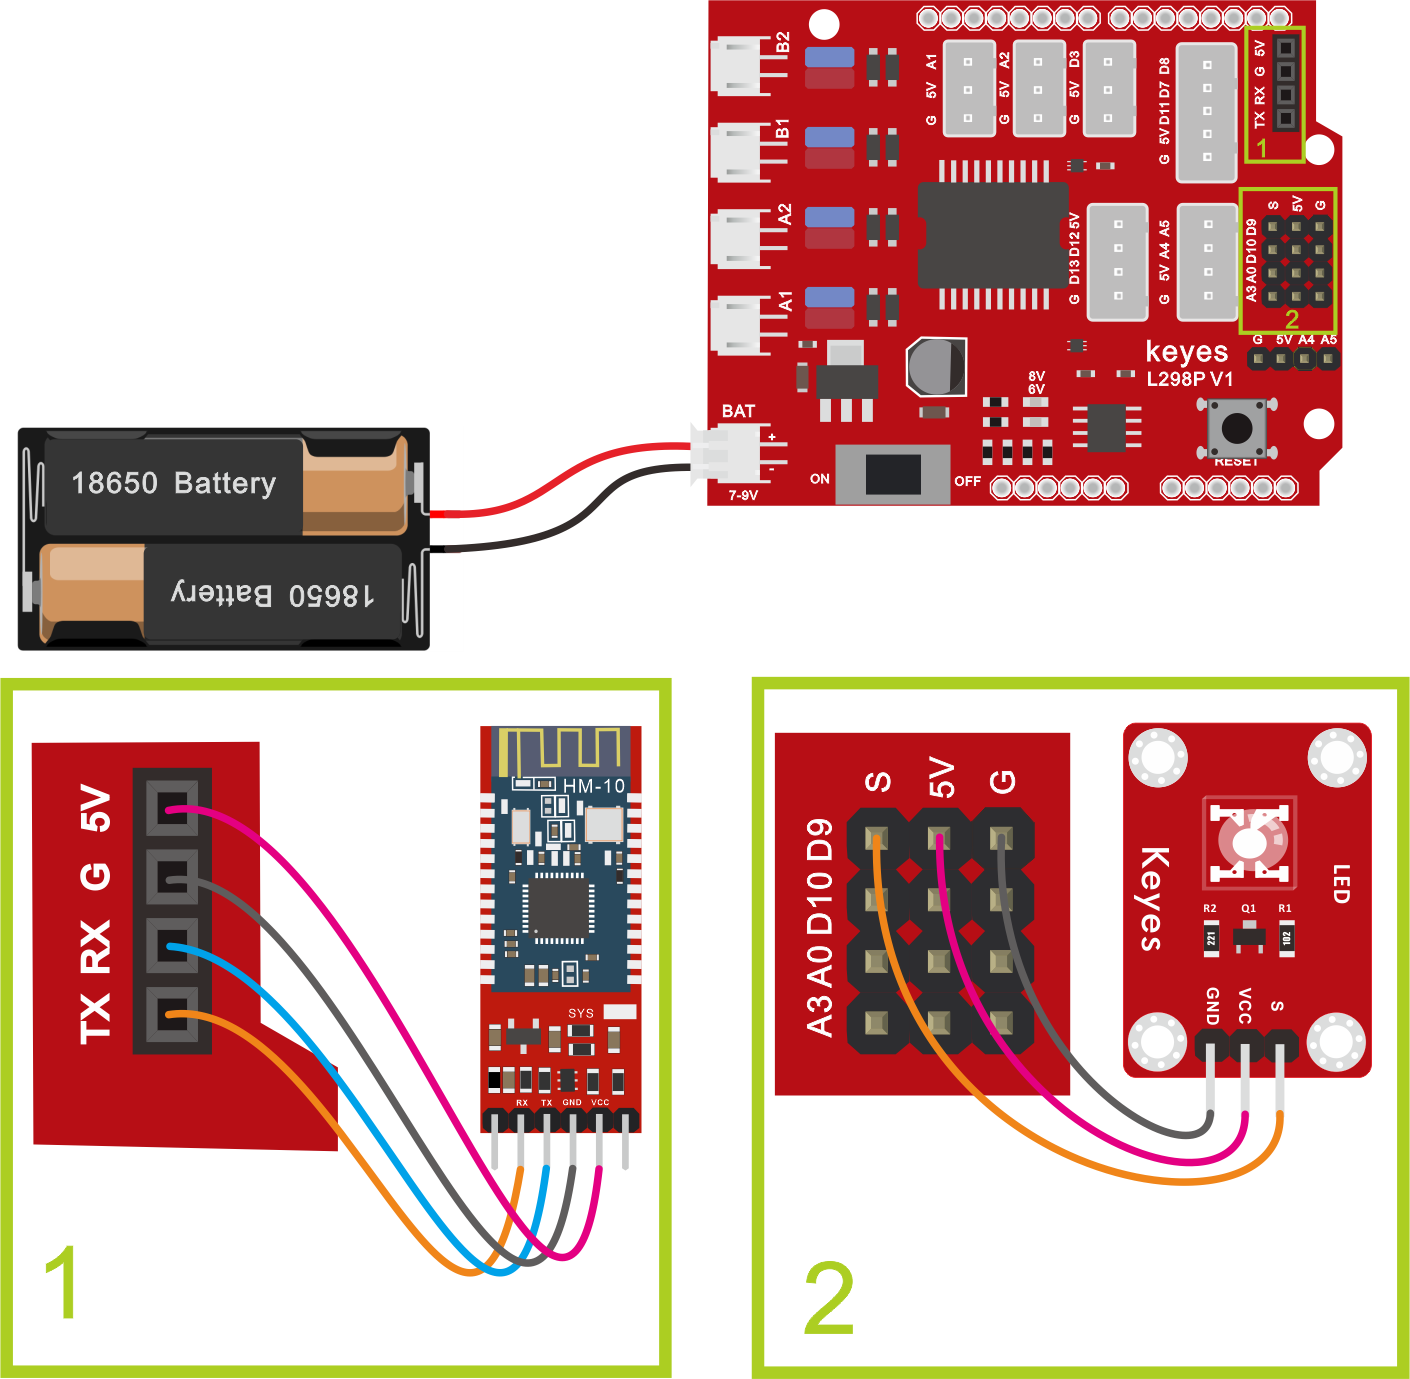 B2
B1
A2
A1
A1
5V
G
A2
5V
G
D3
5V
G
D8
D7
D11
5V
G
5V
G
RX
TX
1
S 5V G
D9
D10
A0
A3
2
5V
D12
D13
G
A5
A4
5V
G
G 5V A4 A5
keyes
L298P V1
8V
6V
BAT
+
-
7-9V
ON
OFF
RESET
18650 Battery
18650 Battery
5V
G
RX
TX
HM-10
SYS
RX TX GND VCC
1
S 5V G
D9
D10
A0
A3
Keyes
LED
R2 Q1 R1
221
102
GND VCC S
2